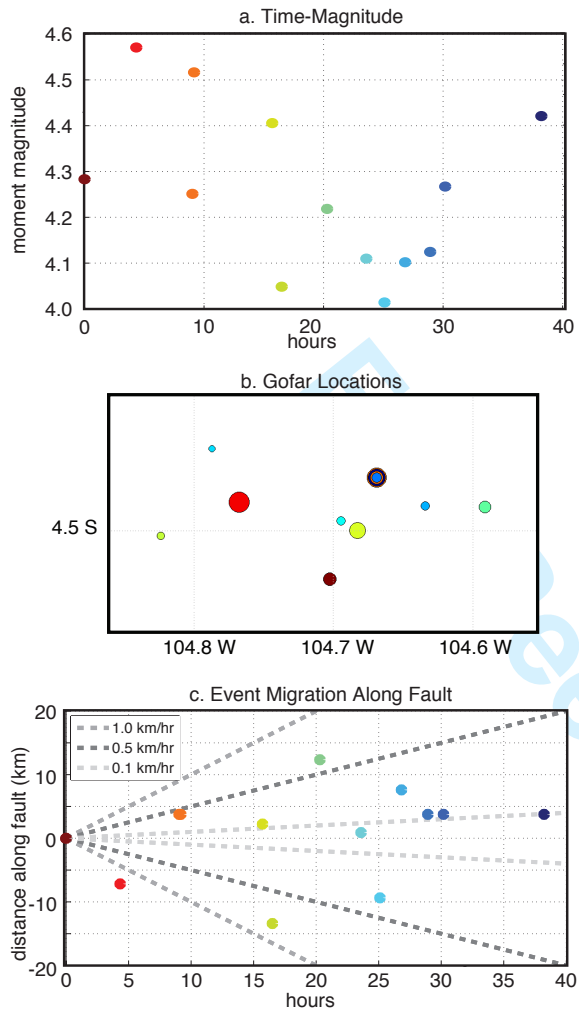 a. Time-Magnitude
4.6
4.5
4.4
4.3
4.2
4.1
4.0
moment magnitude
0 10 20 30 40
hours
b. Gofar Locations
4.5 S
104.8 W 104.7 W 104.6 W
c. Event Migration Along Fault
20
10
0
-10
-20
distance along fault (km)
1.0 km/hr
0.5 km/hr
0.1 km/hr
0 5 10 15 20 25 30 35 40
hours